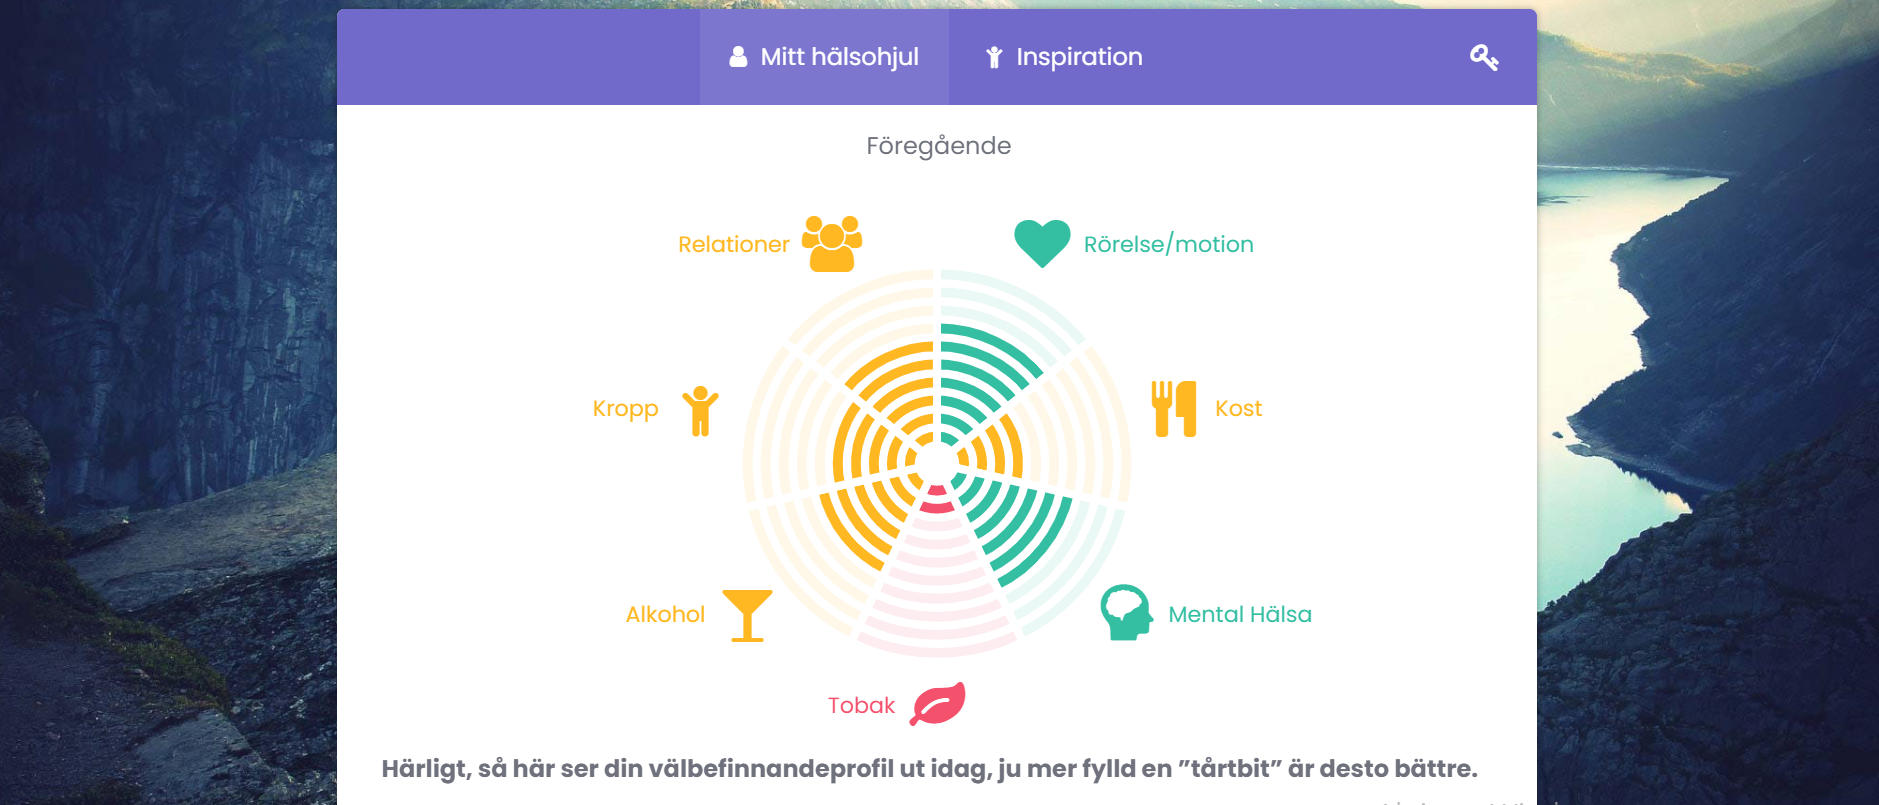 Mitt hälsohjul
Inspiration
Föregående
Relationer
Rörelse/motion
Kropp
Kost
Alkohol
Mental Hälsa
Tobak
Härligt, så här ser din välbefinnandeprofil ut idag, ju mer fylld en ”tårtbit” är desto bättre.